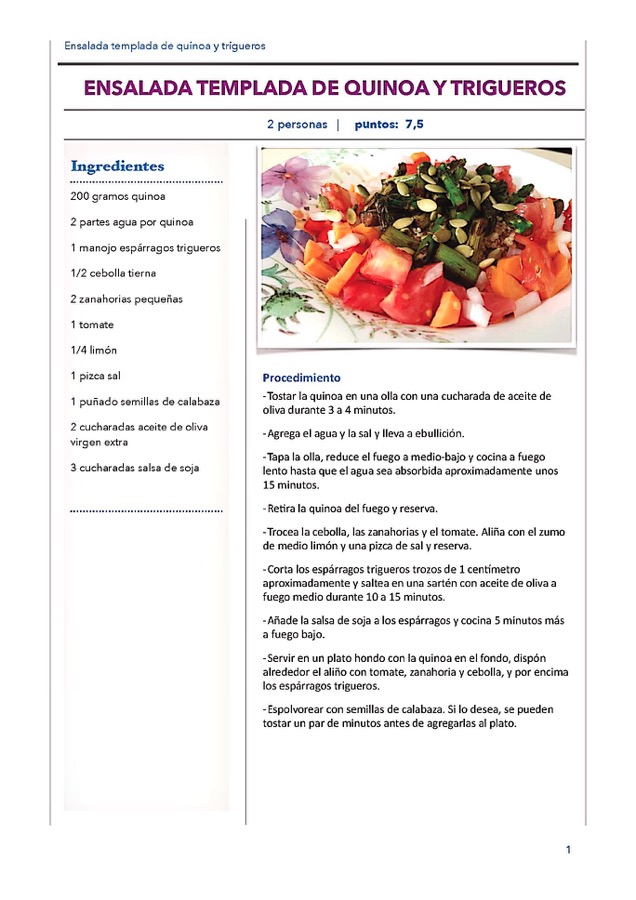 Ensalada templada de quinoa y trigueros
ENSALADA TEMPLADA DE QUINOA Y TRIGUEROS
2 personas | puntos: 7,5
Ingredientes
200 gramos quinoa
2 partes agua por quinoa
1 manojo espárragos trigueros
1/2 cebolla tierna
2 zanahorias pequeñas
1 tomate
1/4 limón
1 pizca sal
1 puñado semillas de calabaza
2 cucharadas aceite de oliva
virgen extra
3 cucharadas salsa de soja
Procedimiento
-Tostar la quinoa en una olla con una cucharada de aceite de
oliva durante 3 a 4 minutos.
-Agrega el agua y la sal y lleva a ebullición.
-Tapa la olla, reduce el fuego a medio-bajo y cocina a fuego
lento hasta que el agua sea absorbida aproximadamente unos
15 minutos.
-Retira la quinoa del fuego y reserva.
-Trocea la cebolla, las zanahorias y el tomate. Aliña con el zumo
de medio limón y una pizca de sal y reserva.
-Corta los espárragos trigueros trozos de 1 centímetro
aproximadamente y saltea en una sartén con aceite de oliva a
fuego medio durante 10 a 15 minutos.
-Añade la salsa de soja a los espárragos y cocina 5 minutos más
a fuego bajo.
-Servir en un plato hondo con la quinoa en el fondo, dispón
alrededor el aliño con tomate, zanahoria y cebolla, y por encima
los espárragos trigueros.
-Espolvorear con semillas de calabaza. Si lo desea, se pueden
tostar un par de minutos antes de agregarlas al plato.
1